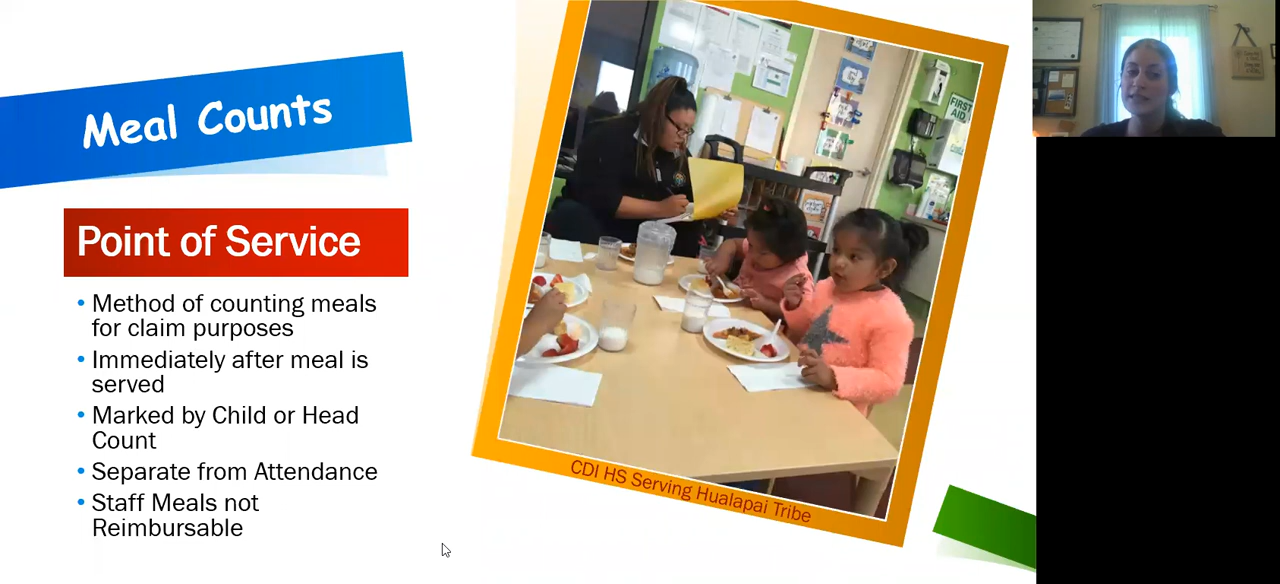 Meal Counts
Point of Service
• Method of counting meals
for claim purposes
• Immediately after meal is
served
• Marked by Child or Head
Count
• Separate from Attendance
• Staff Meals not
Reimbursable
FIRST
AID
CDI HS Serving Hualapai Tribe